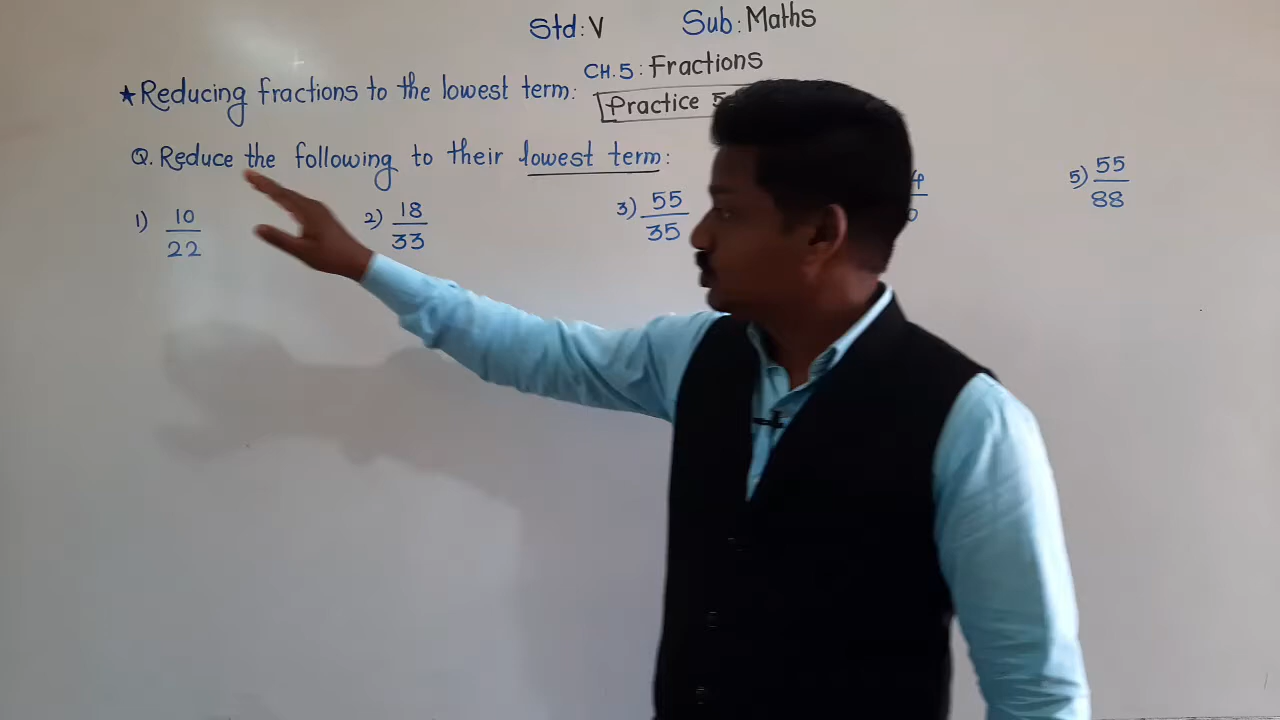 Std: V Sub: Maths
CH.5: Fractions
★ Reducing fractions to the lowest term:
Practice 5
Q. Reduce the following to their lowest term:
1) 10/22 2) 18/33 3) 55/35 5) 55/88